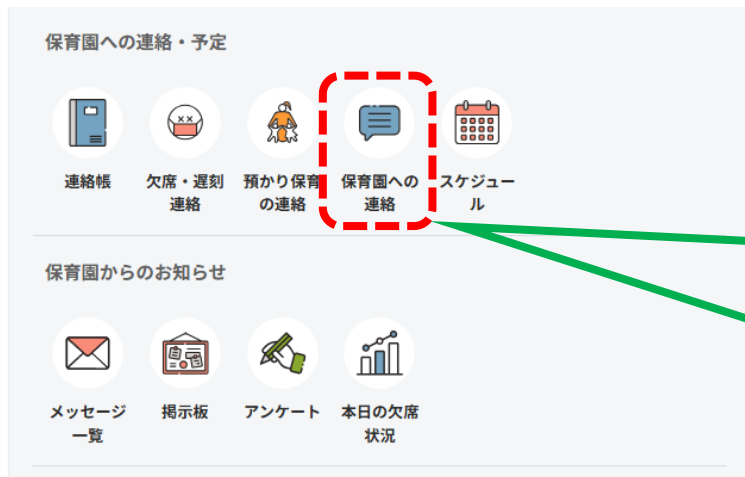 保育園への連絡・予定
連絡帳
欠席・遅刻
連絡
預かり保育
の連絡
保育園への
連絡
スケジュー
ル
保育園からのお知らせ
メッセージ
一覧
掲示板
アンケート
本日の欠席
状況